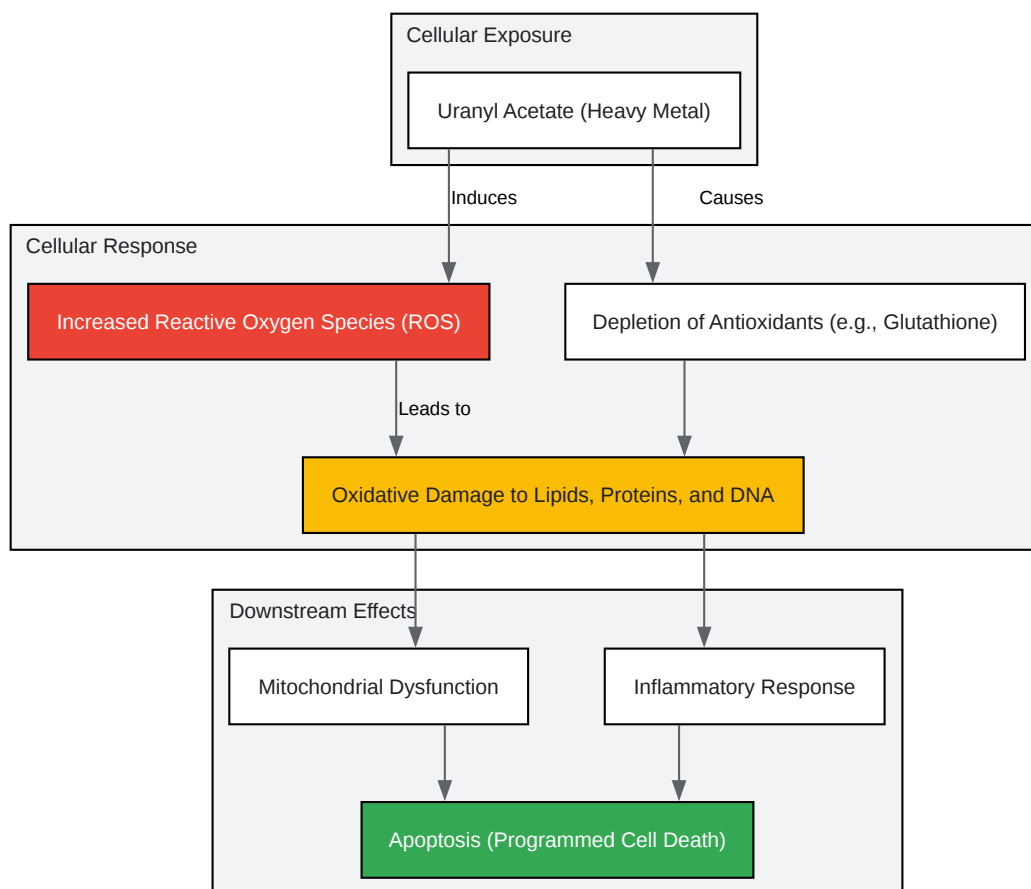 Cellular Exposure
Uranyl Acetate (Heavy Metal)
Induces
Causes
Cellular Response
Increased Reactive Oxygen Species (ROS)
Depletion of Antioxidants (e.g., Glutathione)
Leads to
Oxidative Damage to Lipids, Proteins, and DNA
Downstream Effects
Mitochondrial Dysfunction
Inflammatory Response
Apoptosis (Programmed Cell Death)